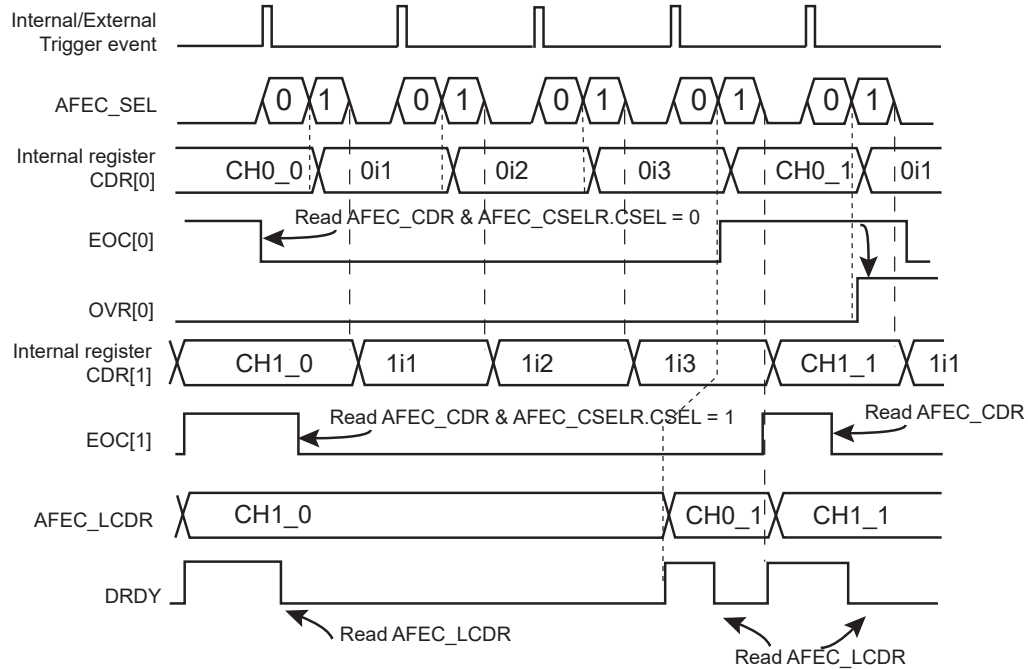 Internal/External
Trigger event
AFEC_SEL
0 1 0 1 0 1 0 1 0 1
Internal register
CDR[0]
CH0_0 0i1 0i2 0i3 CH0_1 0i1
Read AFEC_CDR & AFEC_CSELR.CSEL = 0
EOC[0]
OVR[0]
Internal register
CDR[1]
CH1_0 1i1 1i2 1i3 CH1_1 1i1
Read AFEC_CDR & AFEC_CSELR.CSEL = 1
Read AFEC_CDR
EOC[1]
AFEC_LCDR
CH1_0 CH0_1 CH1_1
DRDY
Read AFEC_LCDR
Read AFEC_LCDR